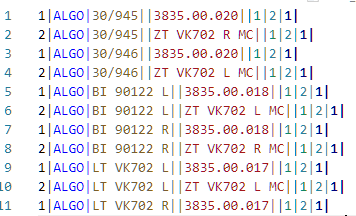 1 1|ALGO|30/945||3835.00.020||1|2|1|
2 2|ALGO|30/945||ZT VK702 R MC||1|2|1|
3 1|ALGO|30/946||3835.00.020||1|2|1|
4 2|ALGO|30/946||ZT VK702 L MC||1|2|1|
5 1|ALGO|BI 90122 L||3835.00.018||1|2|1|
6 2|ALGO|BI 90122 L||ZT VK702 L MC||1|2|1|
7 1|ALGO|BI 90122 R||3835.00.018||1|2|1|
8 2|ALGO|BI 90122 R||ZT VK702 R MC||1|2|1|
9 1|ALGO|LT VK702 L||3835.00.017||1|2|1|
10 2|ALGO|LT VK702 L||ZT VK702 L MC||1|2|1|
11 1|ALGO|LT VK702 R||3835.00.017||1|2|1|